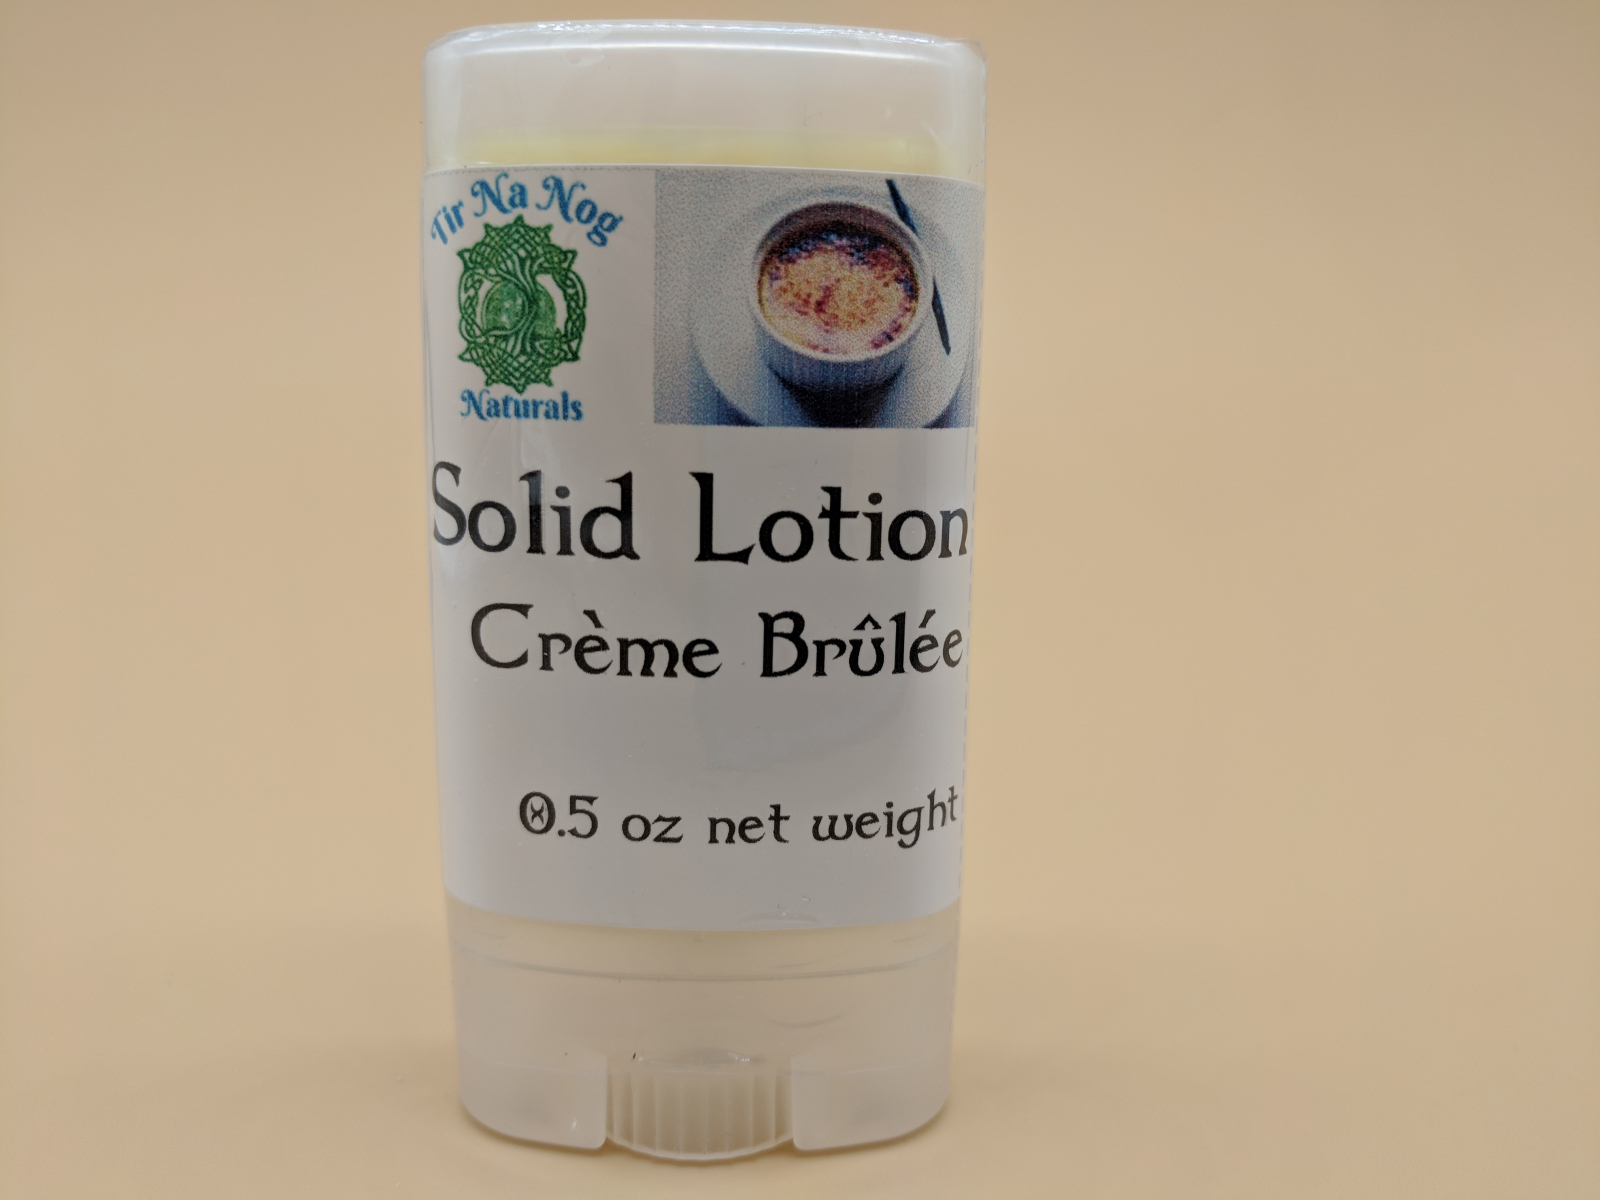 Tir Na Nog
Naturals
Solid Lotion
Crème Brûlée
0.5 oz net weight